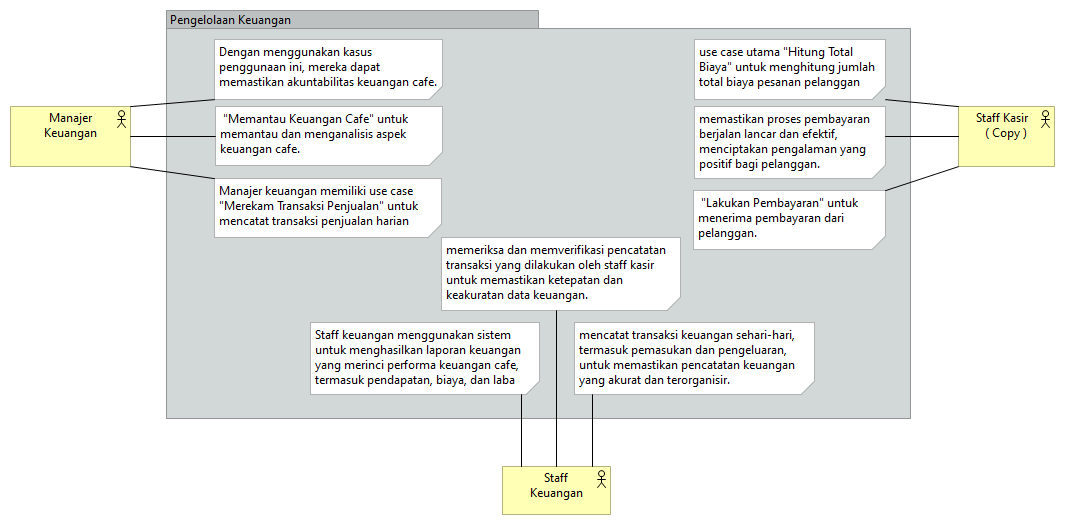 Pengelolaan Keuangan
Dengan menggunakan kasus
penggunaan ini, mereka dapat
memastikan akuntabilitas keuangan cafe.
"Memantau Keuangan Cafe" untuk
memantau dan menganalisis aspek
keuangan cafe.
Manajer keuangan memiliki use case
"Merekam Transaksi Penjualan" untuk
mencatat transaksi penjualan harian
Manajer
Keuangan
use case utama "Hitung Total
Biaya" untuk menghitung jumlah
total biaya pesanan pelanggan
memastikan proses pembayaran
berjalan lancar dan efektif,
menciptakan pengalaman yang
positif bagi pelanggan.
"Lakukan Pembayaran" untuk
menerima pembayaran dari
pelanggan.
Staff Kasir
( Copy )
memeriksa dan memverifikasi pencatatan
transaksi yang dilakukan oleh staff kasir
untuk memastikan ketepatan dan
keakuratan data keuangan.
Staff keuangan menggunakan sistem
untuk menghasilkan laporan keuangan
yang merinci performa keuangan cafe,
termasuk pendapatan, biaya, dan laba
mencatat transaksi keuangan sehari-hari,
termasuk pemasukan dan pengeluaran,
untuk memastikan pencatatan keuangan
yang akurat dan terorganisir.
Staff
Keuangan